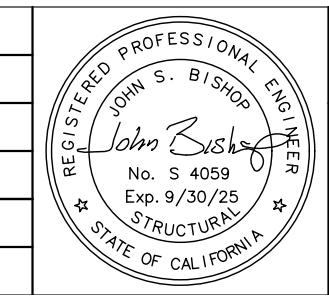 REGISTERED PROFESSIONAL ENGINEER
JOHN S. BISHOP
John Bishop
No. S 4059
Exp. 9/30/25
STRUCTURAL
STATE OF CALIFORNIA